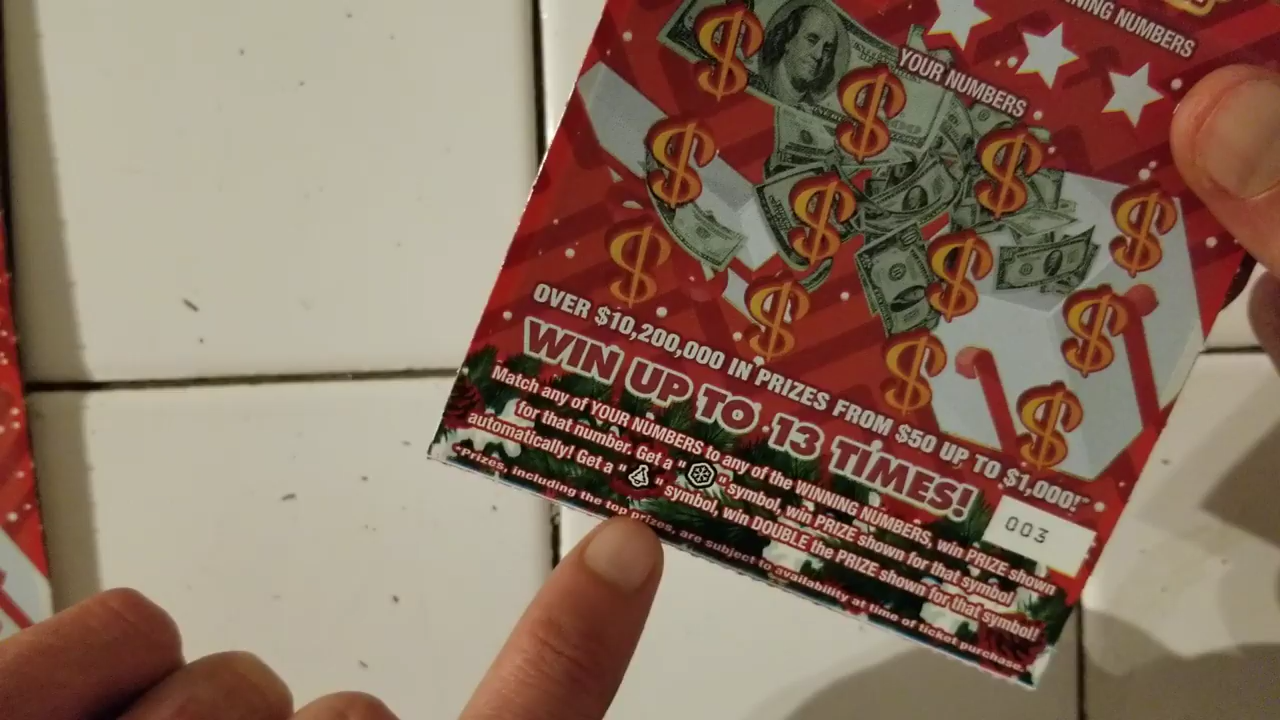 NING NUMBERS
YOUR NUMBERS
OVER $10,200,000 IN PRIZES FROM $50 UP TO $1,000!*
WIN UP TO 13 TIMES!
003
Match any of YOUR NUMBERS to any of the WINNING NUMBERS, win PRIZE shown
for that number. Get a " " symbol, win PRIZE shown for that symbol
automatically! Get a " " symbol, win DOUBLE the PRIZE shown for that symbol!
*Prizes, including the top prizes, are subject to availability at time of ticket purchase.